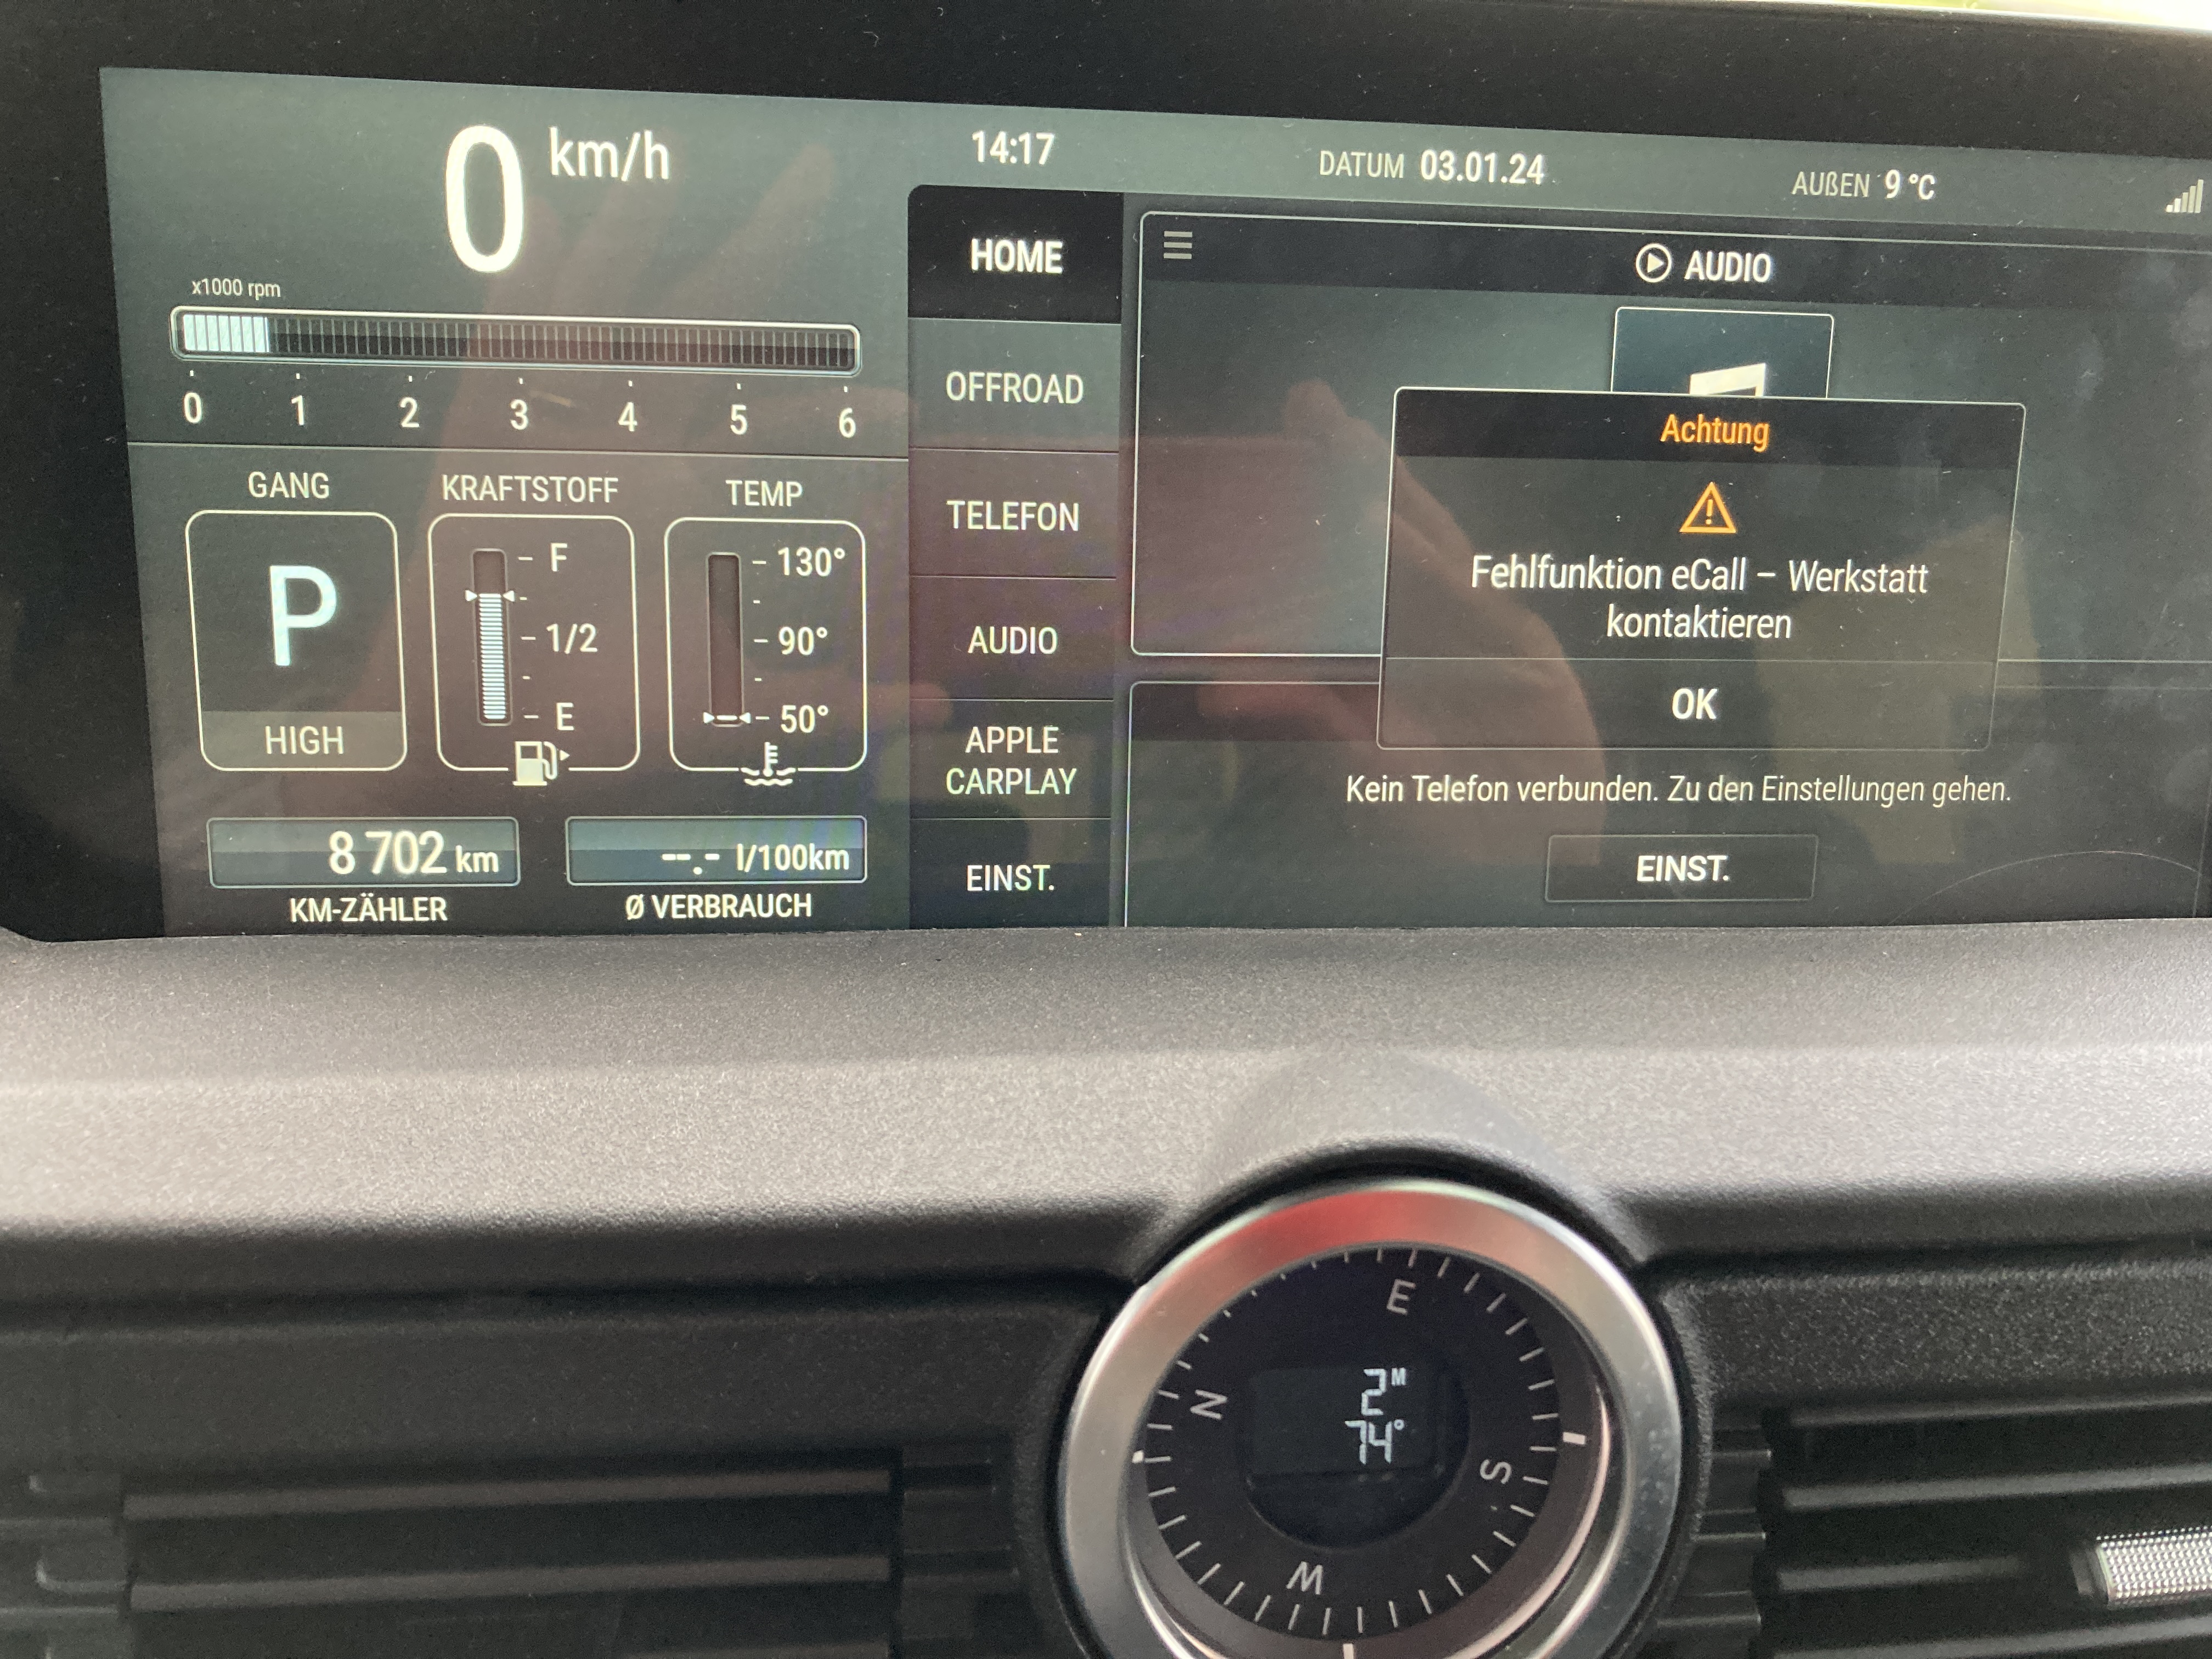 0 km/h
14:17
DATUM 03.01.24
AUßEN 9 °C
x1000 rpm
0 1 2 3 4 5 6
GANG
P
HIGH
KRAFTSTOFF
F
1/2
E
TEMP
130°
90°
50°
8 702 km
KM-ZÄHLER
--.- l/100km
Ø VERBRAUCH
HOME
OFFROAD
TELEFON
AUDIO
APPLE
CARPLAY
EINST.
AUDIO
Achtung
Fehlfunktion eCall – Werkstatt
kontaktieren
OK
Kein Telefon verbunden. Zu den Einstellungen gehen.
EINST.
E
N
2M
74°
S
W